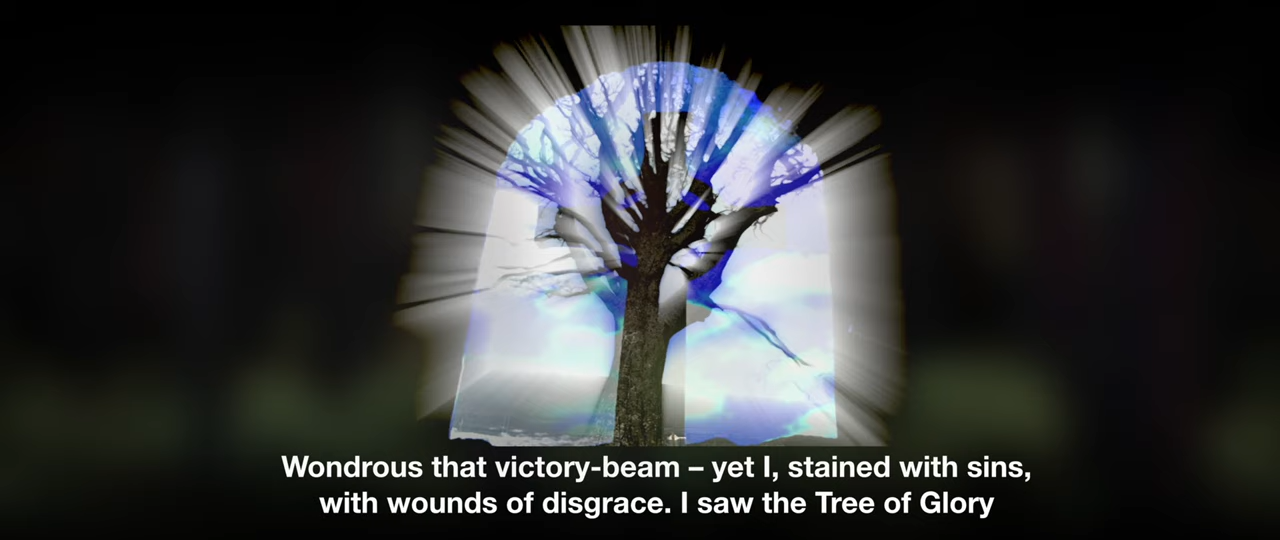 Wondrous that victory-beam – yet I, stained with sins,
with wounds of disgrace. I saw the Tree of Glory